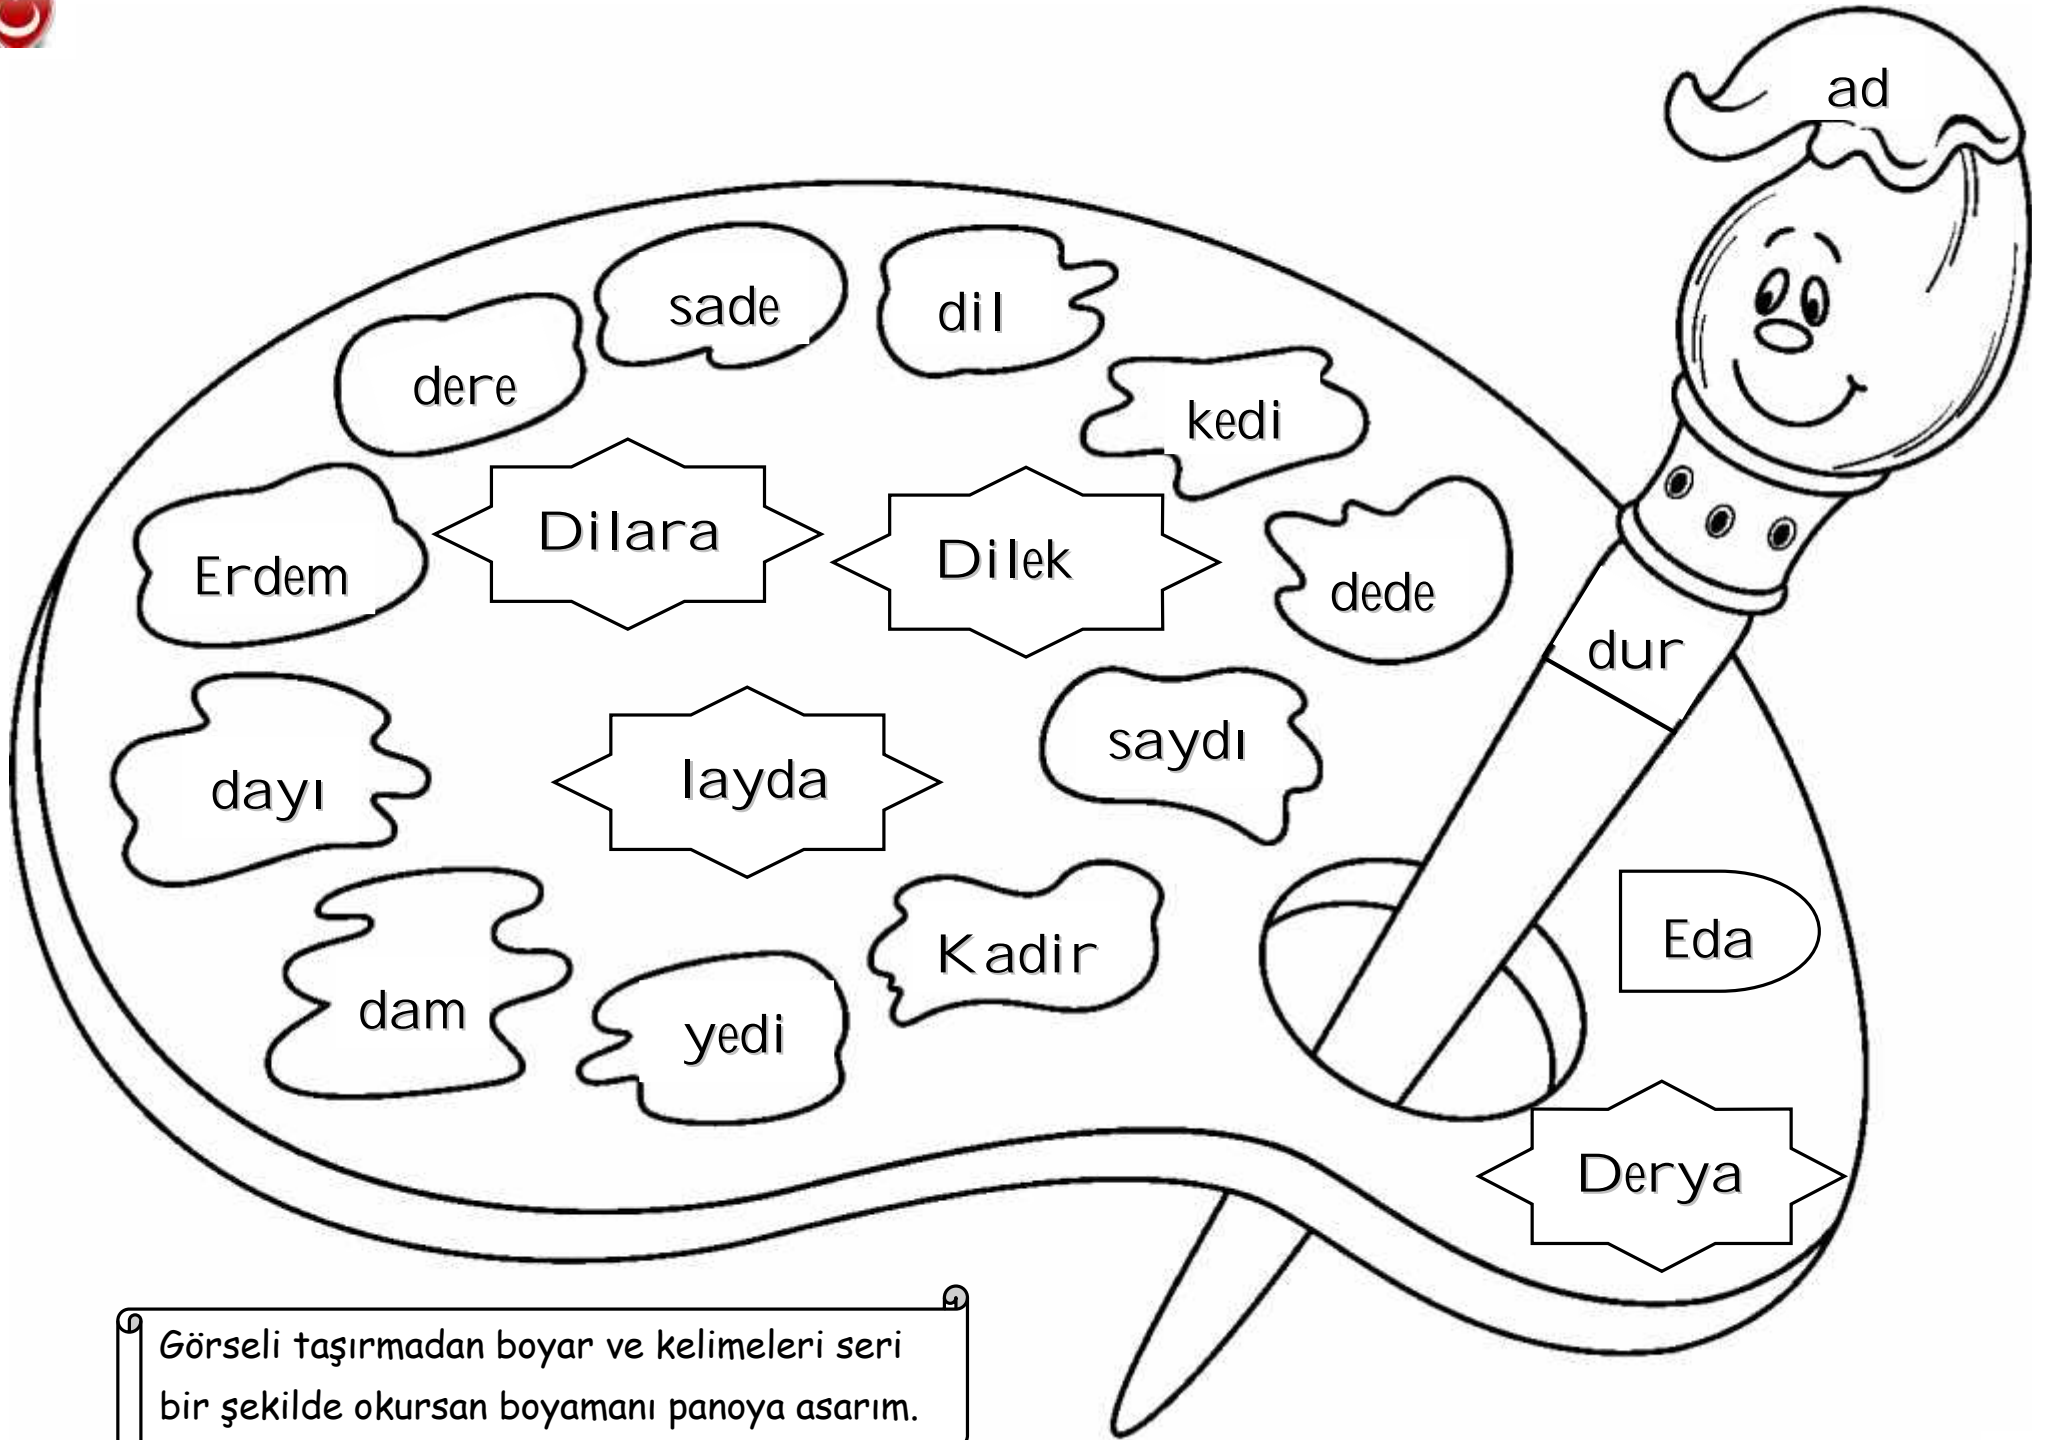 ad
sade
dil
dere
kedi
Dilara
Dilek
Erdem
dede
dur
saydı
layda
dayı
Eda
Kadir
dam
yedi
Derya
Görseli taşırmadan boyar ve kelimeleri seri
bir şekilde okursan boyamanı panoya asarım.